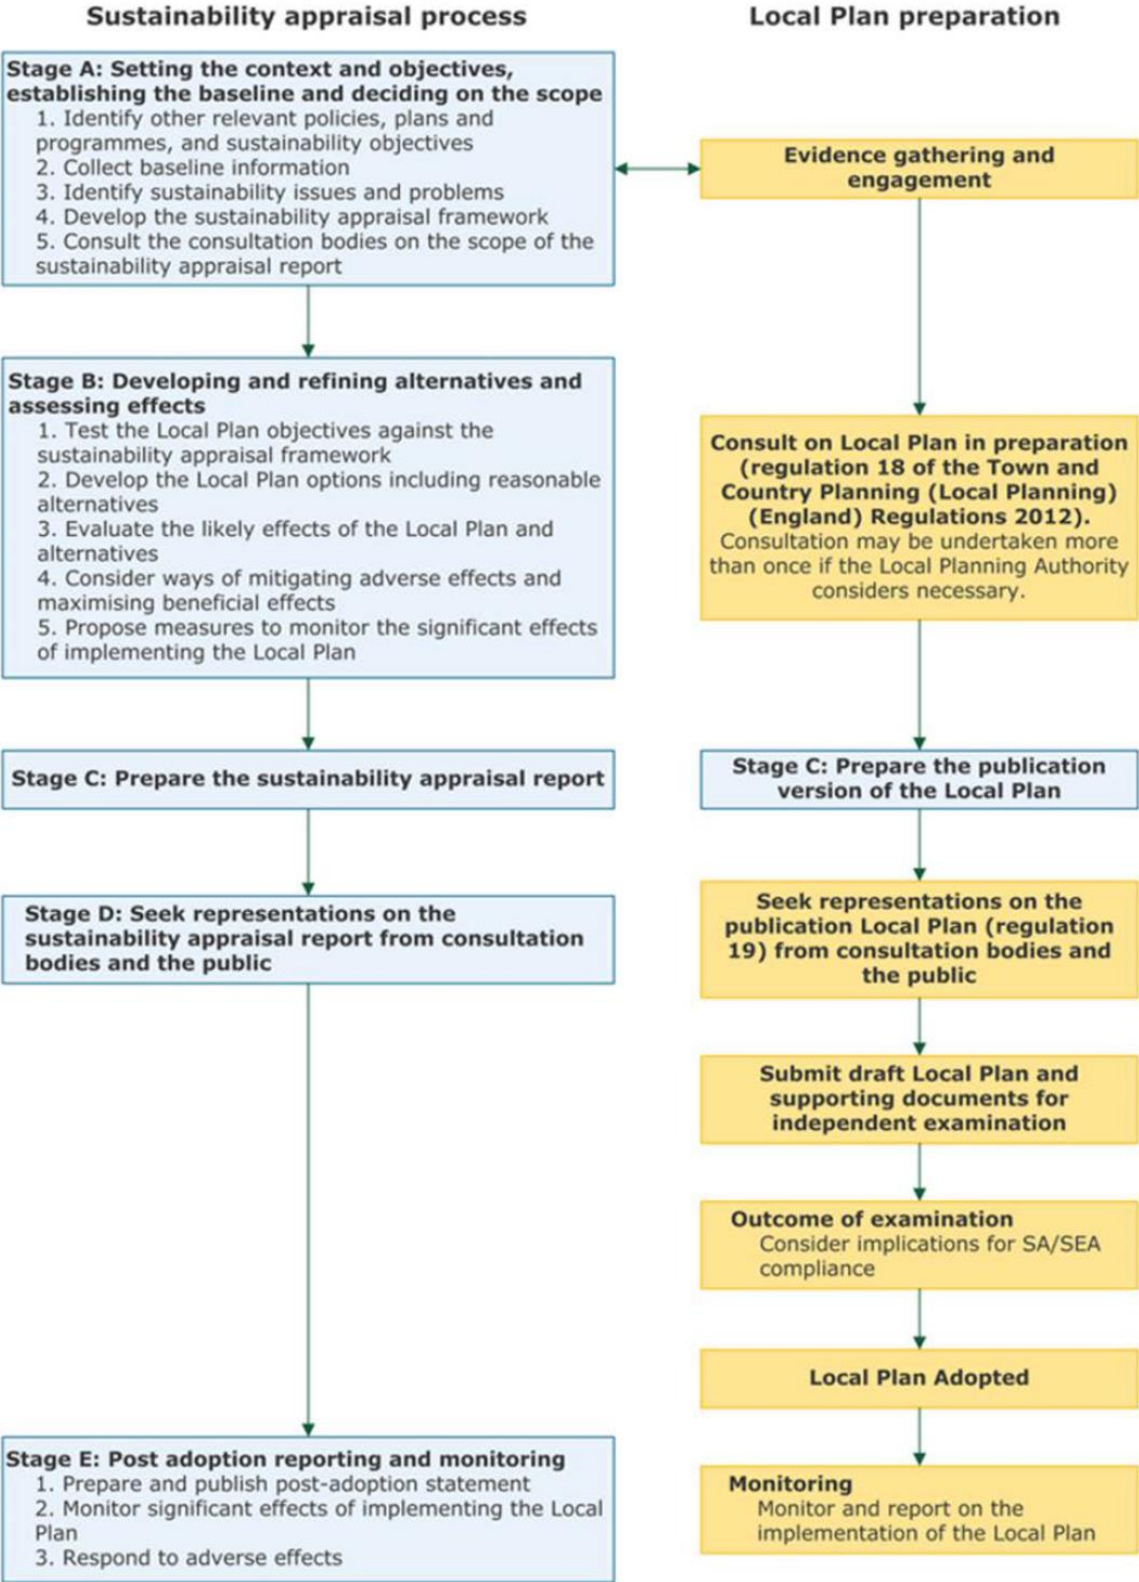 Sustainability appraisal process
Local Plan preparation
Stage A: Setting the context and objectives,
establishing the baseline and deciding on the scope
1. Identify other relevant policies, plans and
programmes, and sustainability objectives
2. Collect baseline information
3. Identify sustainability issues and problems
4. Develop the sustainability appraisal framework
5. Consult the consultation bodies on the scope of the
sustainability appraisal report
Evidence gathering and
engagement
Stage B: Developing and refining alternatives and
assessing effects
1. Test the Local Plan objectives against the
sustainability appraisal framework
2. Develop the Local Plan options including reasonable
alternatives
3. Evaluate the likely effects of the Local Plan and
alternatives
4. Consider ways of mitigating adverse effects and
maximising beneficial effects
5. Propose measures to monitor the significant effects
of implementing the Local Plan
Consult on Local Plan in preparation
(regulation 18 of the Town and
Country Planning (Local Planning)
(England) Regulations 2012).
Consultation may be undertaken more
than once if the Local Planning Authority
considers necessary.
Stage C: Prepare the sustainability appraisal report
Stage C: Prepare the publication
version of the Local Plan
Stage D: Seek representations on the
sustainability appraisal report from consultation
bodies and the public
Seek representations on the
publication Local Plan (regulation
19) from consultation bodies and
the public
Submit draft Local Plan and
supporting documents for
independent examination
Outcome of examination
Consider implications for SA/SEA
compliance
Local Plan Adopted
Stage E: Post adoption reporting and monitoring
1. Prepare and publish post-adoption statement
2. Monitor significant effects of implementing the Local
Plan
3. Respond to adverse effects
Monitoring
Monitor and report on the
implementation of the Local Plan